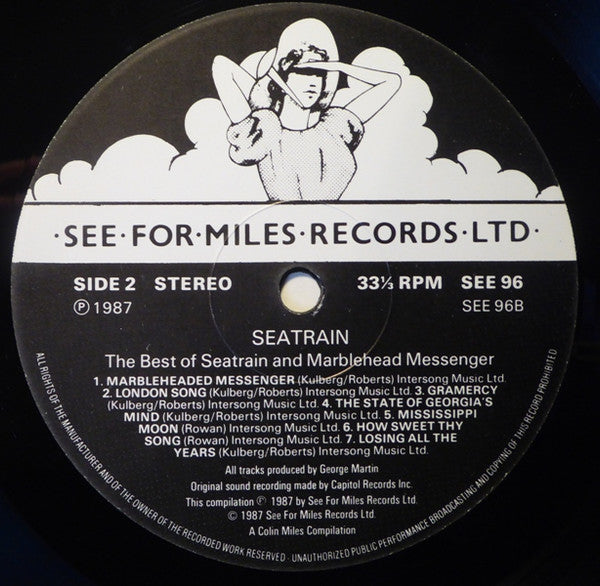 ·SEE·FOR·MILES·RECORDS·LTD·
SIDE 2 STEREO 33⅓ RPM SEE 96
Ⓟ 1987 SEE 96B
SEATRAIN
The Best of Seatrain and Marblehead Messenger
1. MARBLEHEADED MESSENGER (Kulberg/Roberts) Intersong Music Ltd.
2. LONDON SONG (Kulberg/Roberts) Intersong Music Ltd. 3. GRAMERCY
(Kulberg/Roberts) Intersong Music Ltd. 4. THE STATE OF GEORGIA'S
MIND (Kulberg/Roberts) Intersong Music Ltd. 5. MISSISSIPPI
MOON (Rowan) Intersong Music Ltd. 6. HOW SWEET THY
SONG (Rowan) Intersong Music Ltd. 7. LOSING ALL THE
YEARS (Kulberg/Roberts) Intersong Music Ltd.
All tracks produced by George Martin
Original sound recording made by Capitol Records Inc.
This compilation Ⓟ 1987 by See For Miles Records Ltd.
© 1987 See For Miles Records Ltd.
A Colin Miles Compilation
ALL RIGHTS OF THE MANUFACTURER AND OF THE OWNER OF THE RECORDED WORK RESERVED · UNAUTHORIZED PUBLIC PERFORMANCE BROADCASTING AND COPYING OF THIS RECORD PROHIBITED